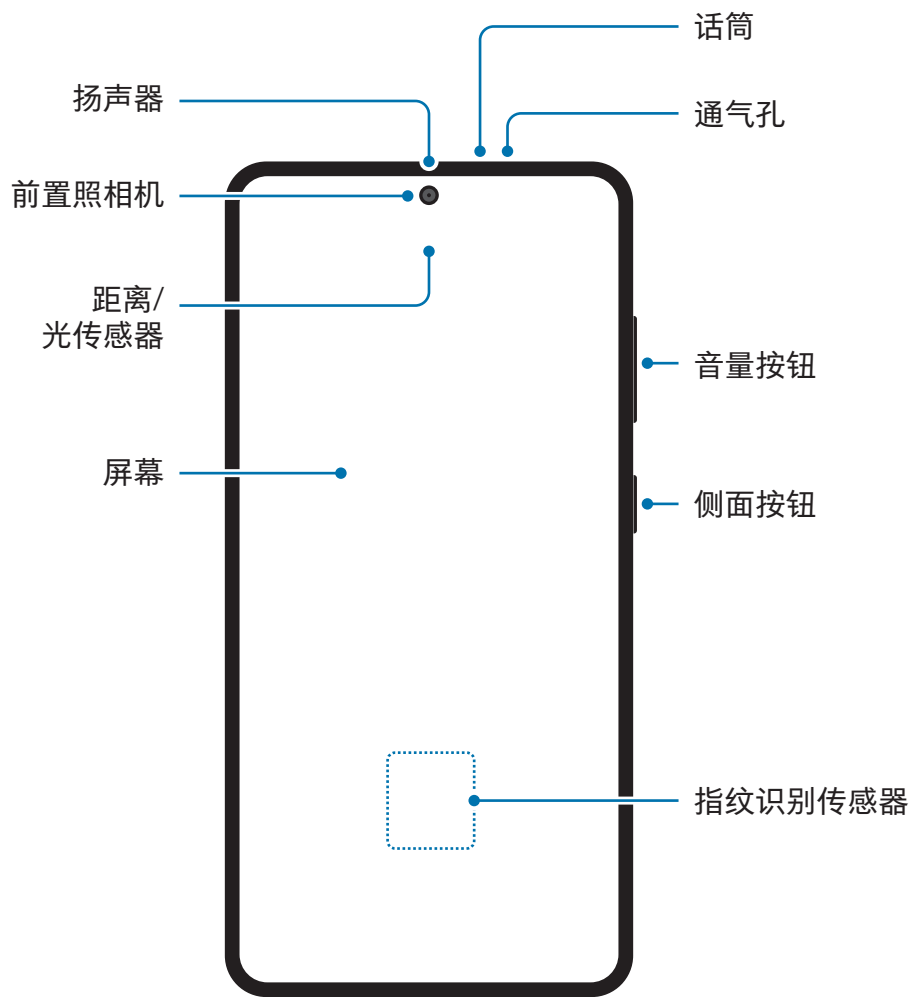 话筒
扬声器
通气孔
前置照相机
距离/
光传感器
音量按钮
屏幕
侧面按钮
指纹识别传感器